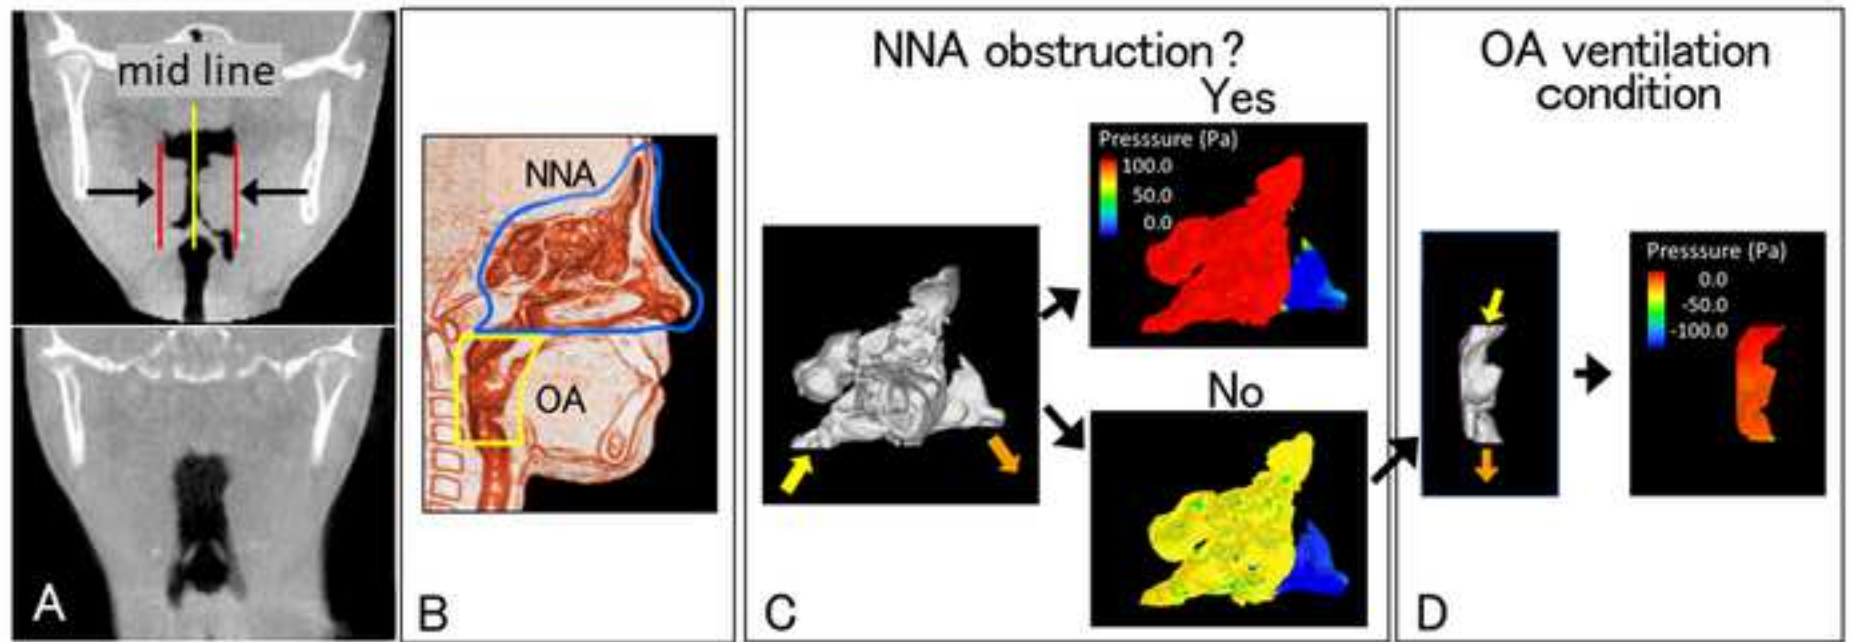 mid line
A
NNA
OA
B
NNA obstruction?
Yes
Presssure (Pa)
100.0
50.0
0.0
No
C
OA ventilation
condition
Presssure (Pa)
0.0
-50.0
-100.0
D